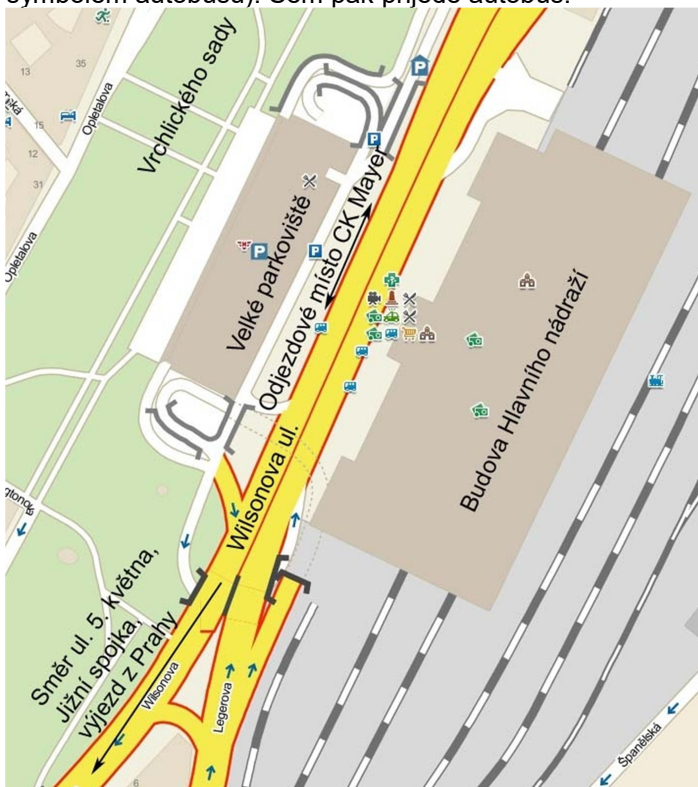 symbolem autobusu). Sem pak přijede autobus.
13
35
Opletalova
Vrchlického sady
15
12
31
Opletalova
P
P
P
P
Velké parkoviště
Odjezdové místo CK Mayer
Budova Hlavního nádraží
Wilsonova ul.
Směr ul. 5. května,
Jižní spojka,
výjezd z Prahy
Wilsonova
Legerova
Španělská
6